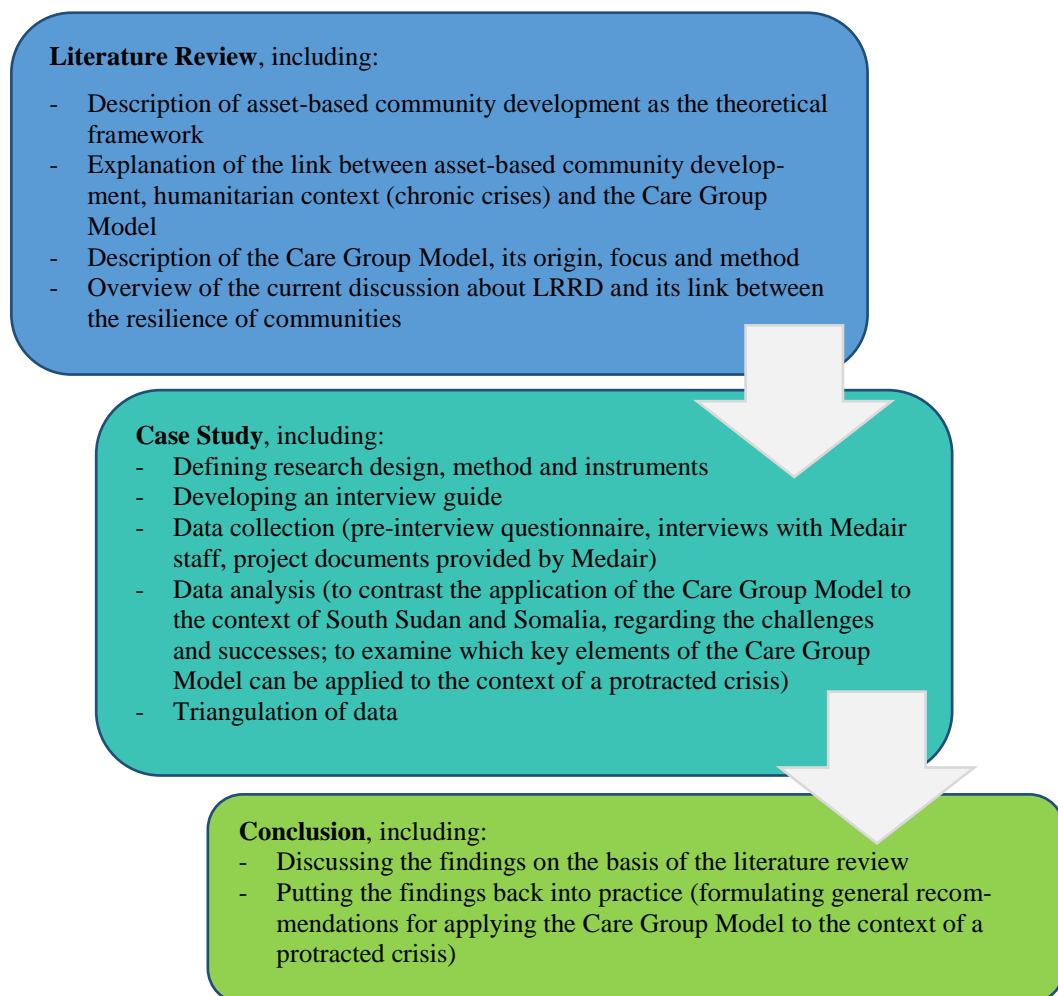 Literature Review, including:
- Description of asset-based community development as the theoretical
framework
- Explanation of the link between asset-based community develop-
ment, humanitarian context (chronic crises) and the Care Group
Model
- Description of the Care Group Model, its origin, focus and method
- Overview of the current discussion about LRRD and its link between
the resilience of communities
Case Study, including:
- Defining research design, method and instruments
- Developing an interview guide
- Data collection (pre-interview questionnaire, interviews with Medair
staff, project documents provided by Medair)
- Data analysis (to contrast the application of the Care Group Model to
the context of South Sudan and Somalia, regarding the challenges
and successes; to examine which key elements of the Care Group
Model can be applied to the context of a protracted crisis)
- Triangulation of data
Conclusion, including:
- Discussing the findings on the basis of the literature review
- Putting the findings back into practice (formulating general recom-
mendations for applying the Care Group Model to the context of a
protracted crisis)